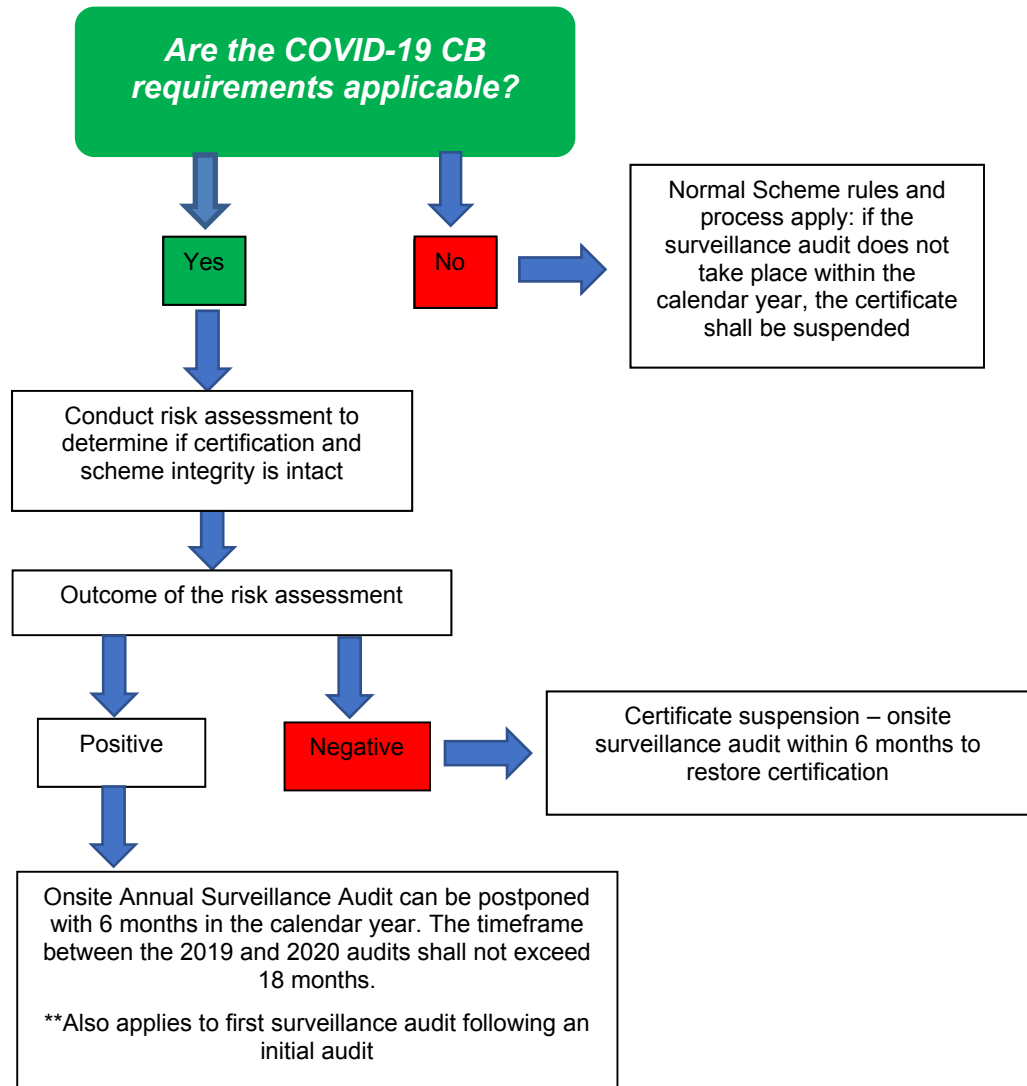 Are the COVID-19 CB
requirements applicable?
Normal Scheme rules and
process apply: if the
surveillance audit does not
take place within the
calendar year, the certificate
shall be suspended
Yes
No
Conduct risk assessment to
determine if certification and
scheme integrity is intact
Outcome of the risk assessment
Positive
Negative
Certificate suspension – onsite
surveillance audit within 6 months to
restore certification
Onsite Annual Surveillance Audit can be postponed
with 6 months in the calendar year. The timeframe
between the 2019 and 2020 audits shall not exceed
18 months.
**Also applies to first surveillance audit following an
initial audit